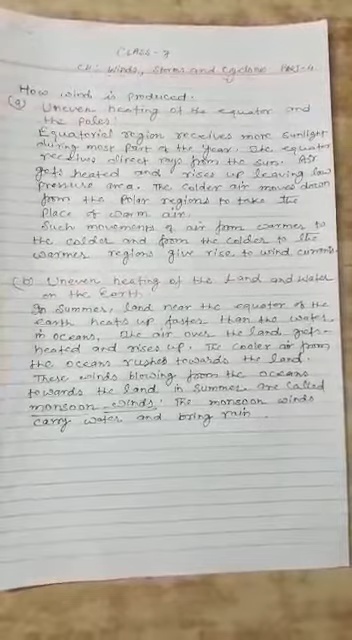 CLASS-7
Ch: Winds, Storms and Cyclone PART-4
How wind is produced.
(a) Uneven heating of the equator and
the poles:
Equatorial region receives more sunlight
during most part of the year. The equator
receives direct rays from the sun. Air
gets heated and rises up leaving low
pressure area. The colder air moves down
from the Polar regions to take the
Place of warm air.
Such movements of air from warmer to
the colder and from the colder to the
warmer regions give rise to wind currents
(b) Uneven heating of the Land and water
on the Earth:
In Summers, land near the equator of the
earth heats up faster than the water
in oceans. The air over the land gets
heated and rises up. The cooler air from
the oceans rushes towards the land.
These winds blowing from the oceans
towards the land in summer are called
monsoon winds. The monsoon winds
carry water and bring rain.